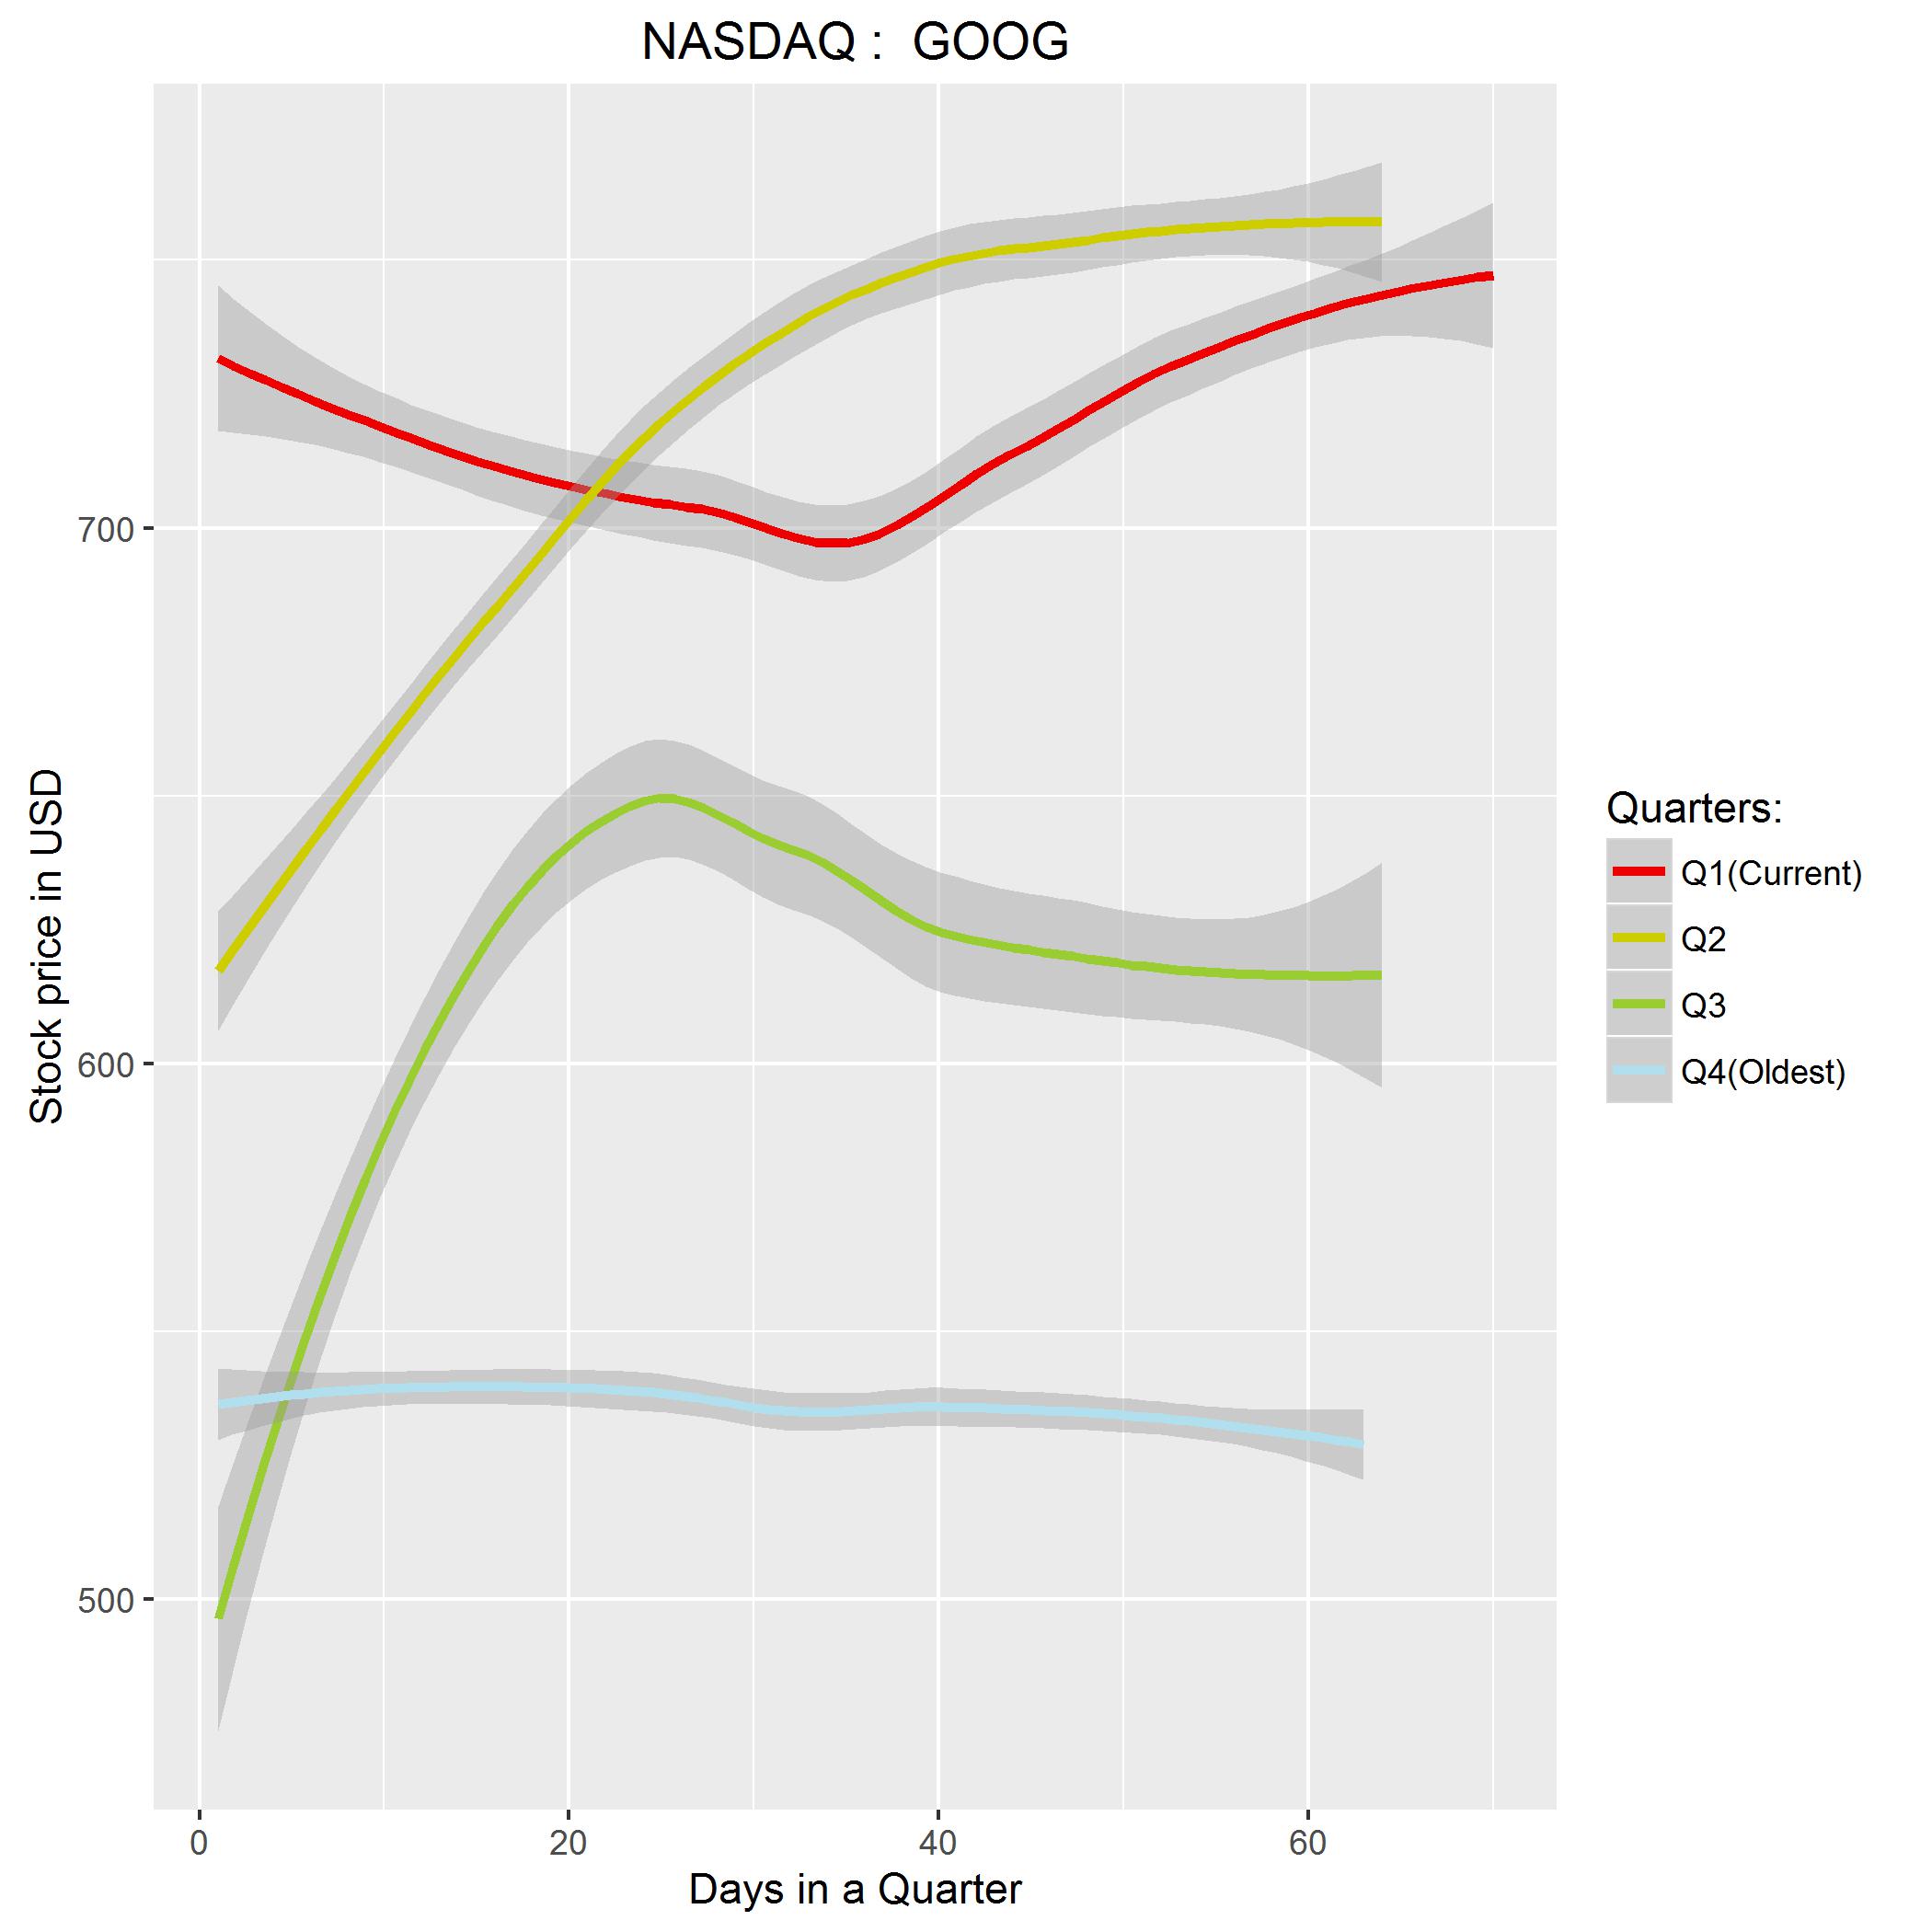 NASDAQ :  GOOG
Stock price in USD
700
600
500
0 20 40 60
Days in a Quarter
Quarters:
Q1(Current)
Q2
Q3
Q4(Oldest)